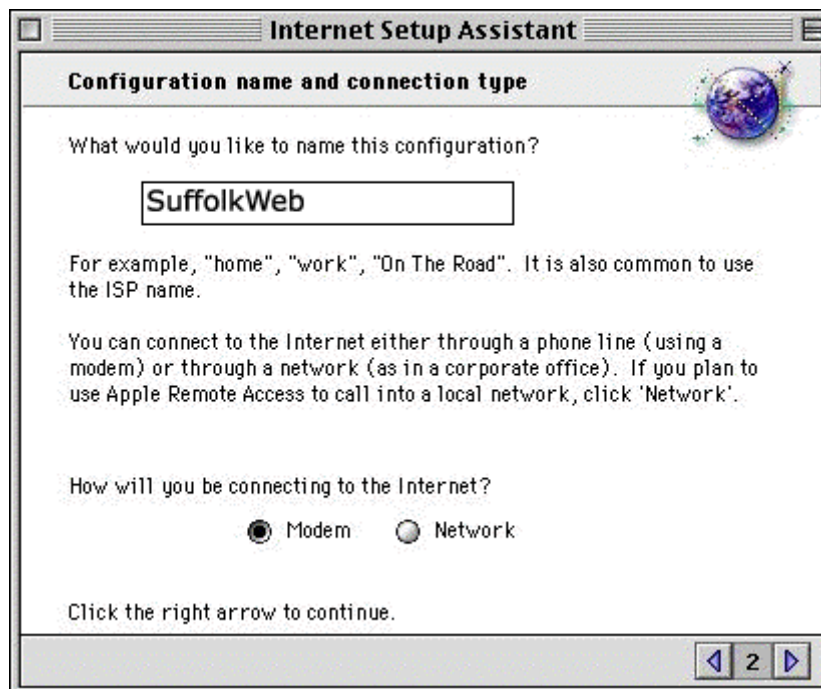 Internet Setup Assistant
Configuration name and connection type
What would you like to name this configuration?
SuffolkWeb
For example, "home", "work", "On The Road".  It is also common to use
the ISP name.
You can connect to the Internet either through a phone line (using a
modem) or through a network (as in a corporate office).  If you plan to
use Apple Remote Access to call into a local network, click 'Network'.
How will you be connecting to the Internet?
Modem Network
Click the right arrow to continue.
2